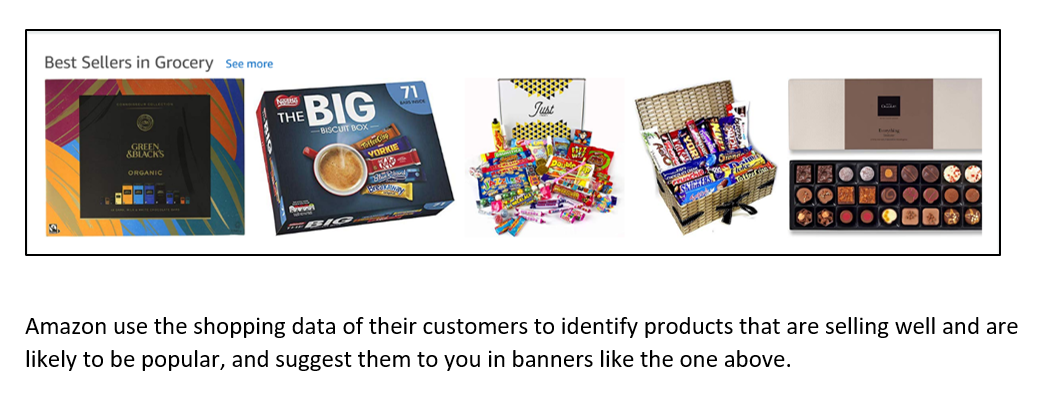 Best Sellers in Grocery See more
GREEN
&BLACK'S
ORGANIC
Nestlé
THE BIG
BISCUIT BOX
71
YORKIE
BIG
Just
Amazon use the shopping data of their customers to identify products that are selling well and are
likely to be popular, and suggest them to you in banners like the one above.